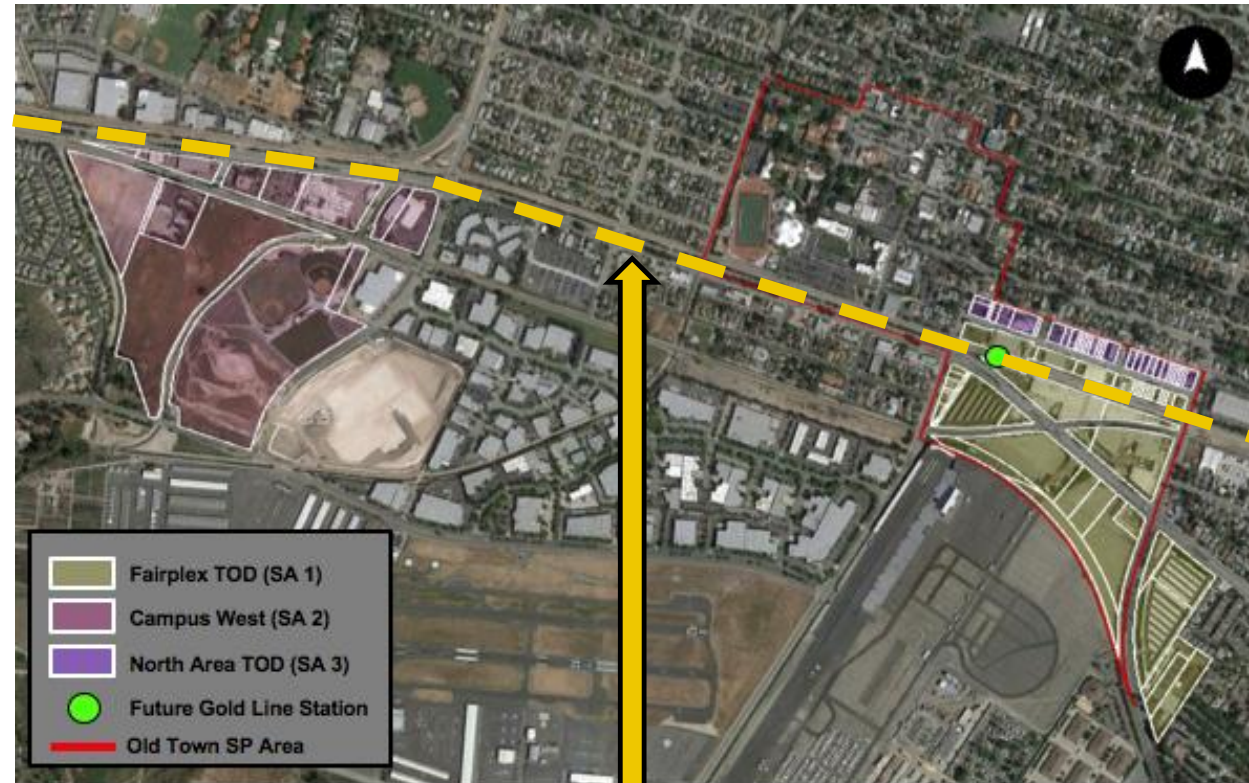 Fairplex TOD (SA 1)
Campus West (SA 2)
North Area TOD (SA 3)
Future Gold Line Station
Old Town SP Area